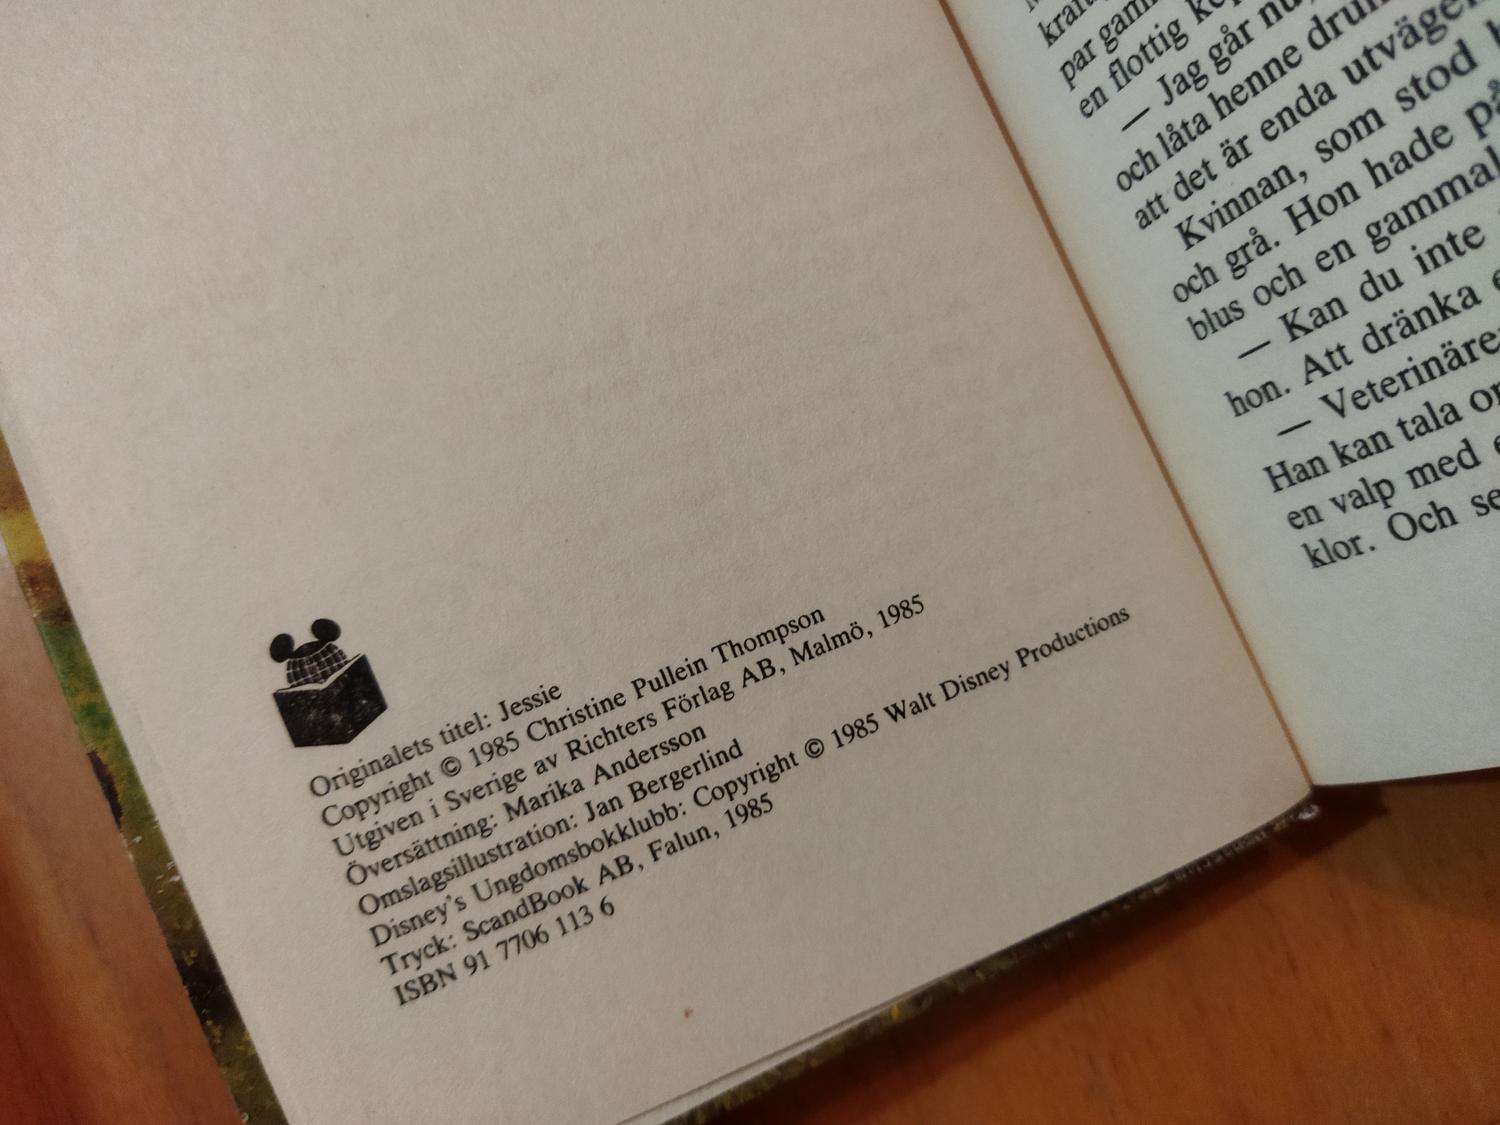 Originalets titel: Jessie
Copyright © 1985 Christine Pullein Thompson
Utgiven i Sverige av Richters Förlag AB, Malmö, 1985
Översättning: Marika Andersson
Omslagsillustration: Jan Bergerlind
Disney's Ungdomsbokklubb: Copyright © 1985 Walt Disney Productions
Tryck: ScandBook AB, Falun, 1985
ISBN 91 7706 113 6
par
en flottig
— Jag går nu,
och låta henne
att det är enda
Kvinnan, som stod
och grå. Hon hade på
blus och en gammal
— Kan du inte
hon. Att dränka
— Veterinären
Han kan tala
en valp med
klor. Och